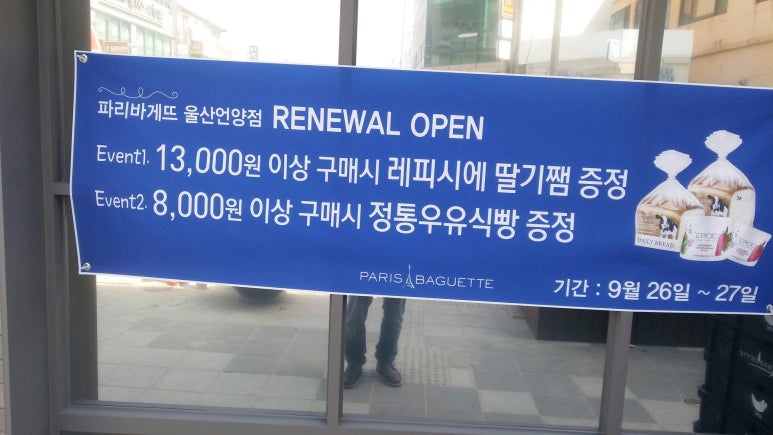 파리바게뜨 울산언양점 RENEWAL OPEN
Event1. 13,000원 이상 구매시 레피시에 딸기쨈 증정
Event2. 8,000원 이상 구매시 정통우유식빵 증정
DAILY BREAD
PARIS BAGUETTE
기간 : 9월 26일 ~ 27일